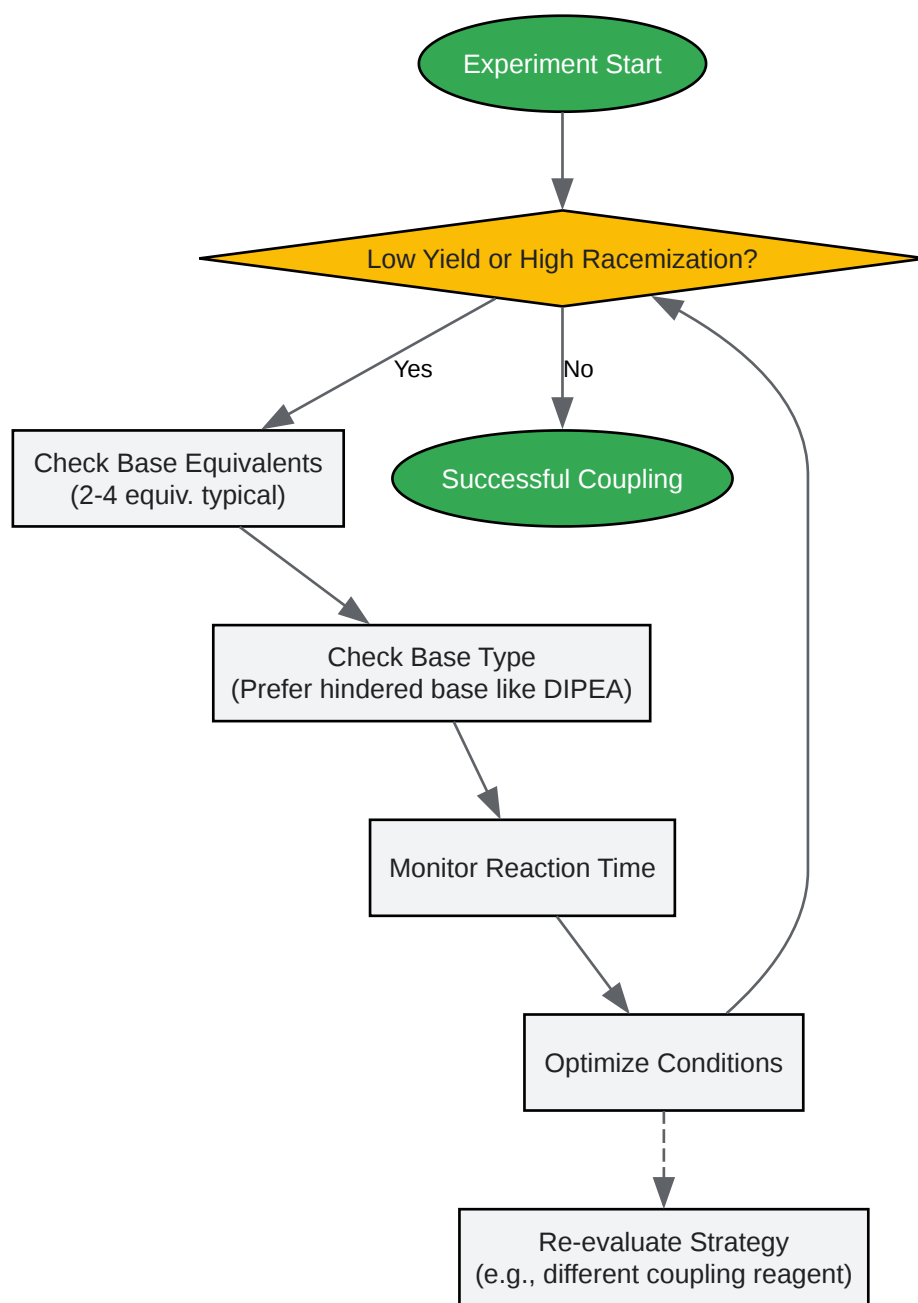 Experiment Start
Low Yield or High Racemization?
Yes
No
Check Base Equivalents
(2-4 equiv. typical)
Successful Coupling
Check Base Type
(Prefer hindered base like DIPEA)
Monitor Reaction Time
Optimize Conditions
Re-evaluate Strategy
(e.g., different coupling reagent)